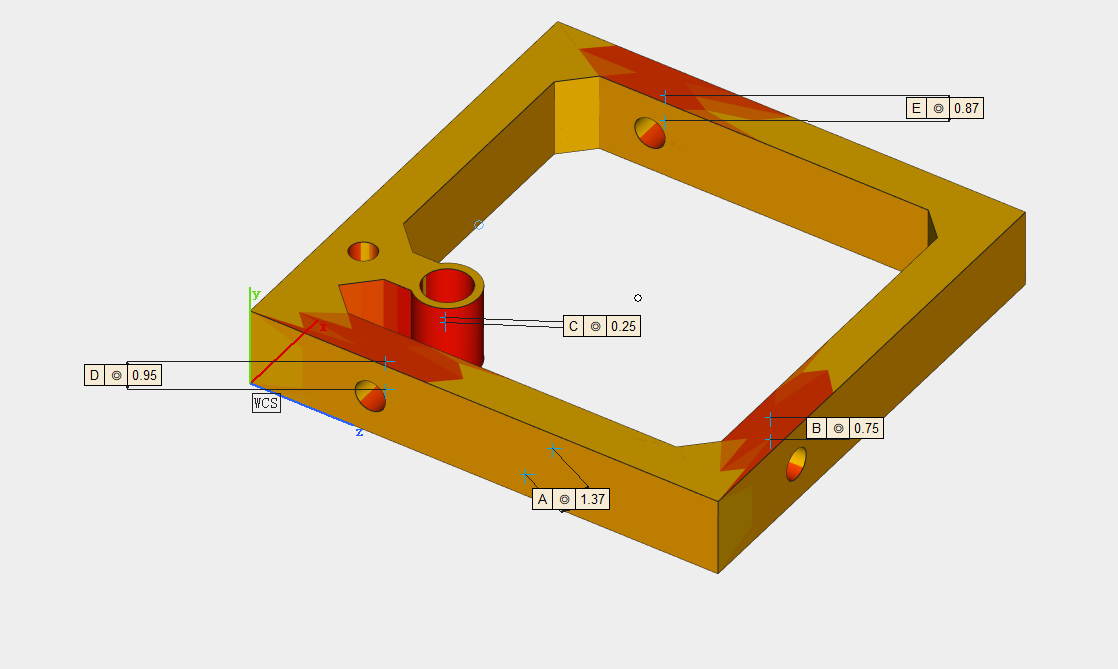 E ◎ 0.87
y
x
C ◎ 0.25
D ◎ 0.95
WCS
z
B ◎ 0.75
A ◎ 1.37